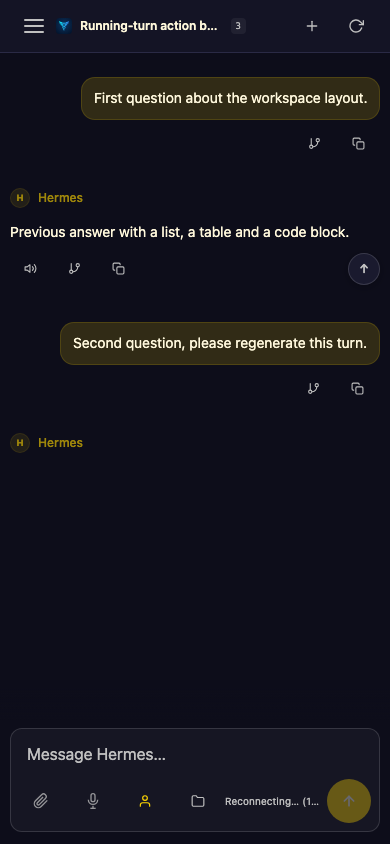 Running-turn action b... 3
First question about the workspace layout.
H Hermes
Previous answer with a list, a table and a code block.
Second question, please regenerate this turn.
H Hermes
Message Hermes...
Reconnecting... (1...